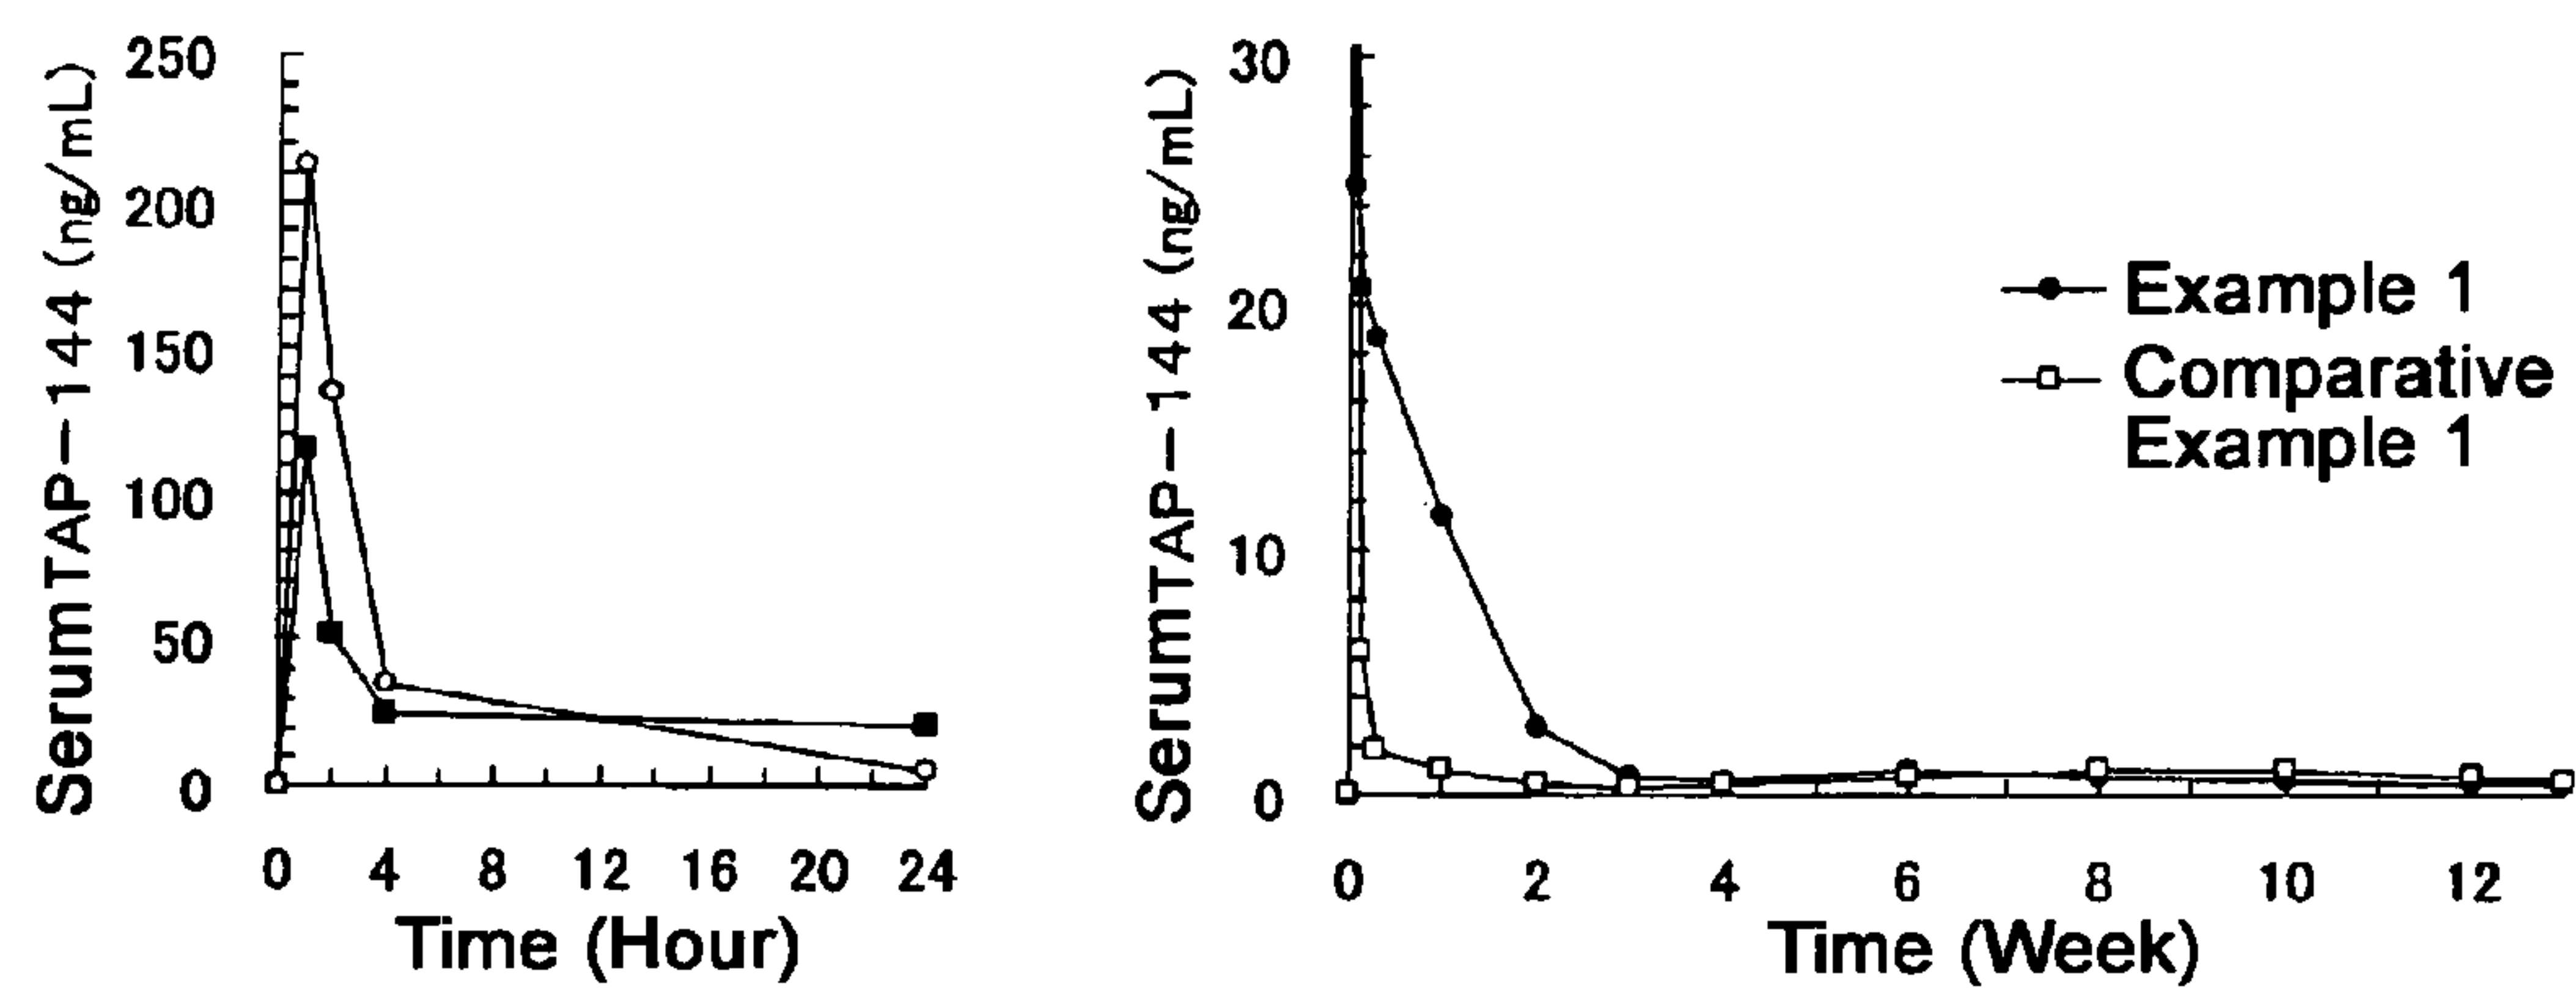 SerumTAP-144 (ng/mL)
250
200
150
100
50
0
0 4 8 12 16 20 24
Time (Hour)
SerumTAP-144 (ng/mL)
30
20
10
0
0 2 4 6 8 10 12
Time (Week)
Example 1
Comparative
Example 1